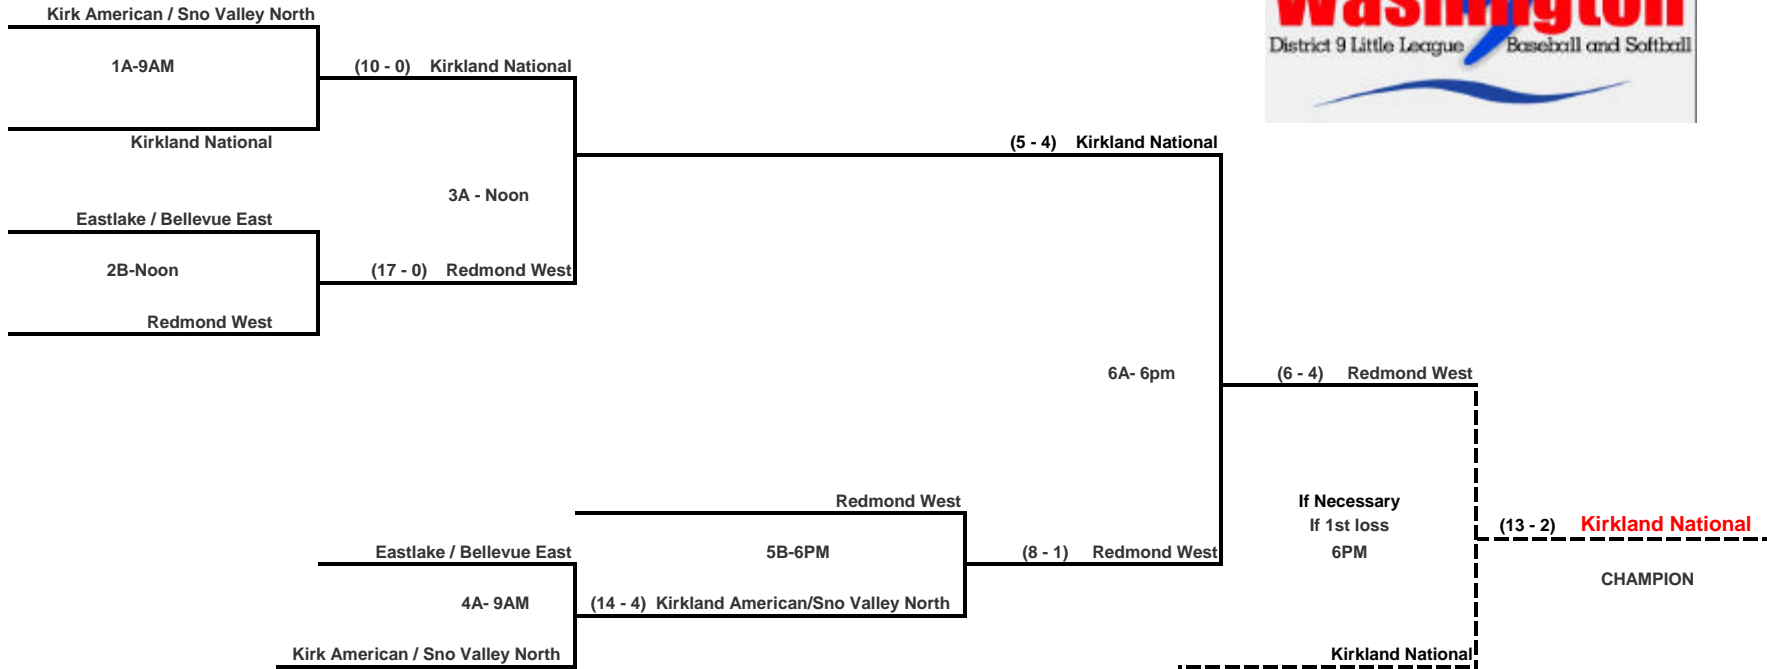 Washington
District 9 Little League Baseball and Softball
Kirk American / Sno Valley North
1A-9AM
(10 - 0) Kirkland National
Kirkland National
(5 - 4) Kirkland National
3A - Noon
Eastlake / Bellevue East
2B-Noon
(17 - 0) Redmond West
Redmond West
6A- 6pm
(6 - 4) Redmond West
Redmond West
If Necessary
If 1st loss
6PM
(13 - 2) Kirkland National
CHAMPION
Eastlake / Bellevue East
5B-6PM
(8 - 1) Redmond West
4A- 9AM
(14 - 4) Kirkland American/Sno Valley North
Kirk American / Sno Valley North
Kirkland National